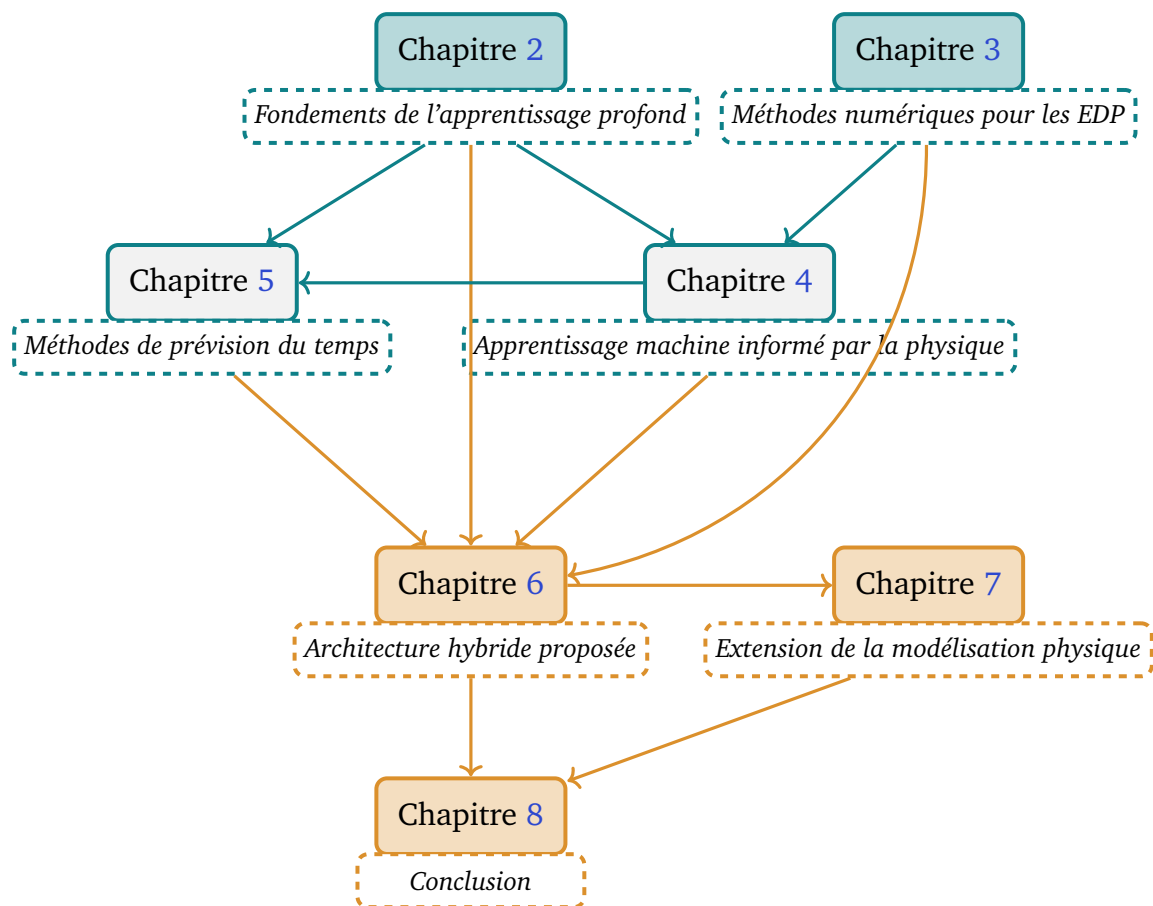 Chapitre 2
Fondements de l'apprentissage profond
Chapitre 3
Méthodes numériques pour les EDP
Chapitre 5
Méthodes de prévision du temps
Chapitre 4
Apprentissage machine informé par la physique
Chapitre 6
Architecture hybride proposée
Chapitre 7
Extension de la modélisation physique
Chapitre 8
Conclusion